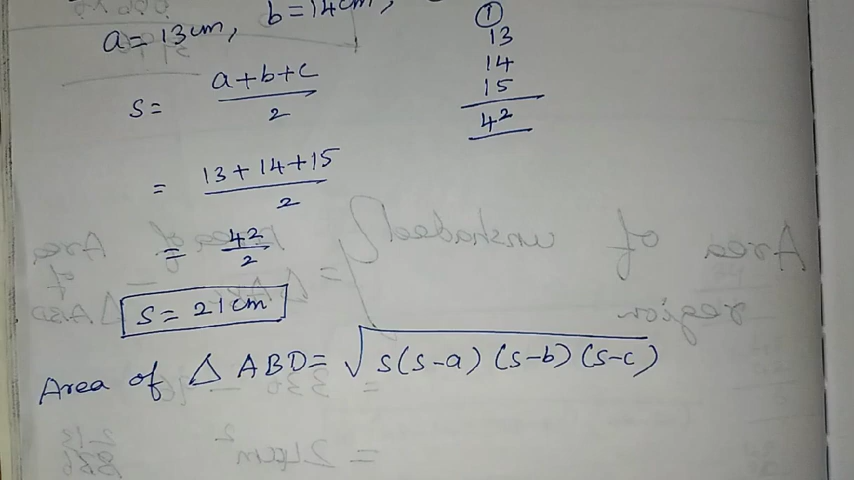 a = 13cm, b = 14cm,
s = a+b+c / 2
= 13+14+15 / 2
= 42 / 2
s = 21cm
Area of △ ABD = √s(s-a) (s-b) (s-c)
①
13
14
15
42